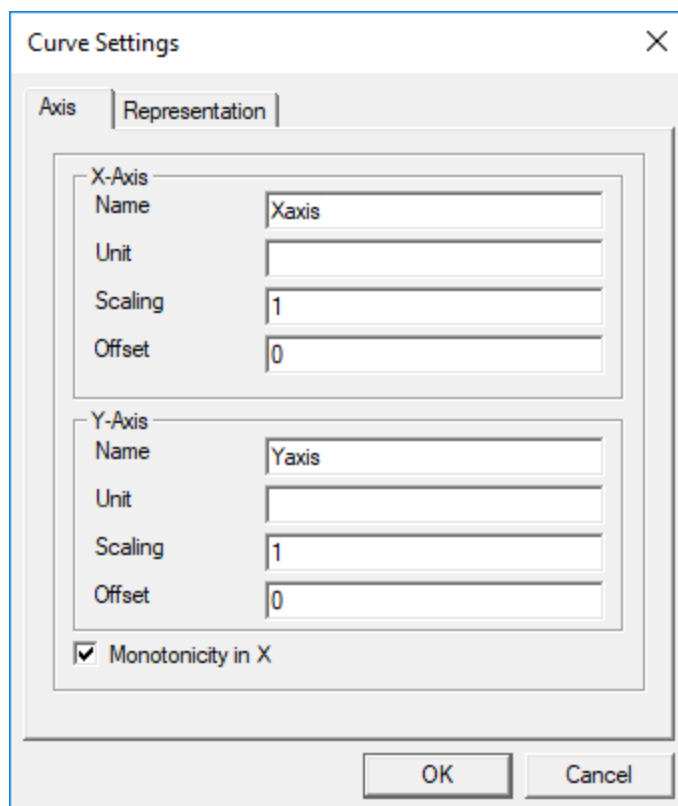 Curve Settings
Axis Representation
X-Axis
Name Xaxis
Unit
Scaling 1
Offset 0
Y-Axis
Name Yaxis
Unit
Scaling 1
Offset 0
Monotonicity in X
OK Cancel